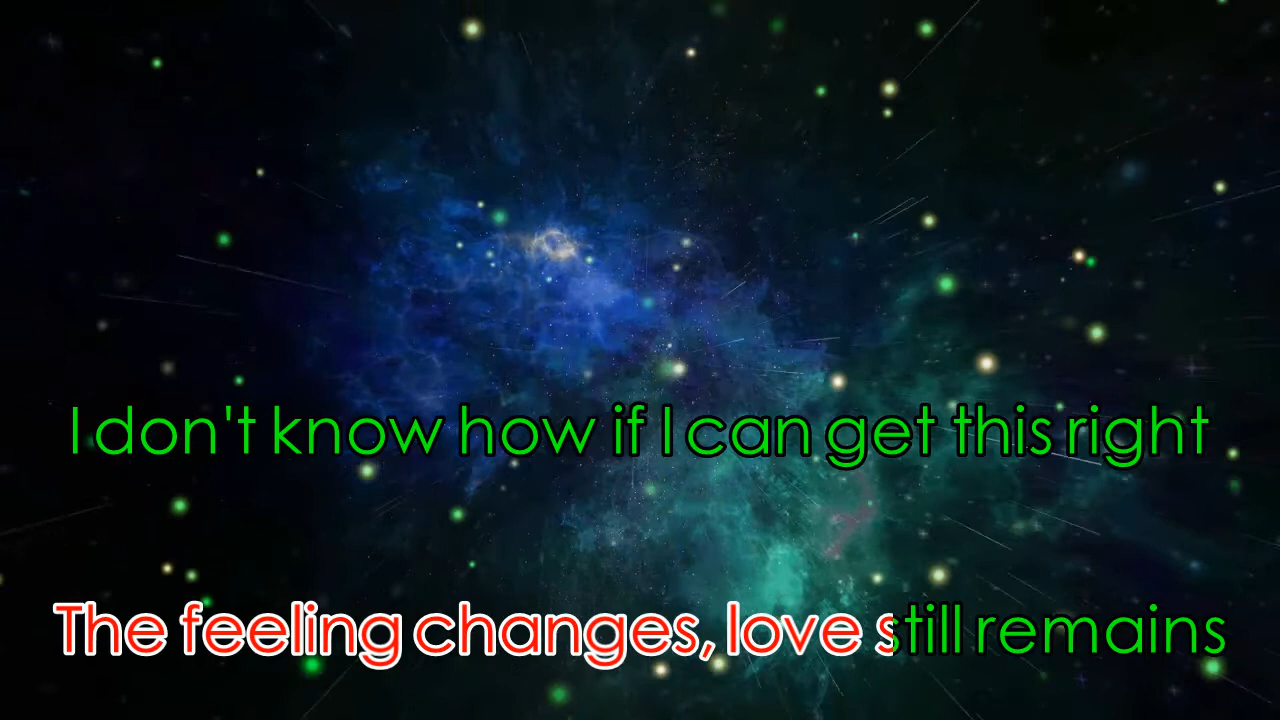 I don't know how if I can get this right
The feeling changes, love still remains